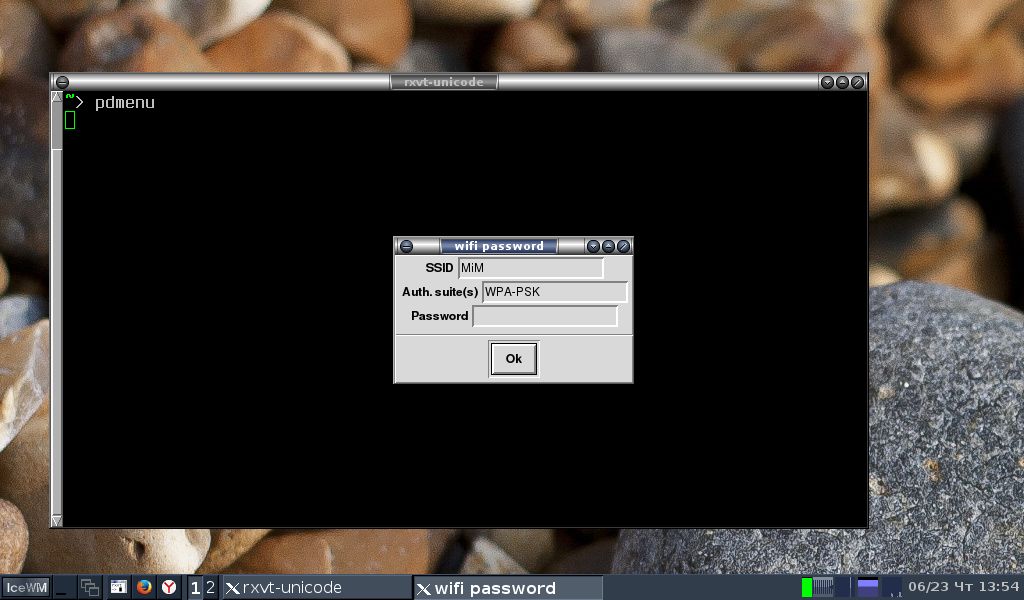 rxvt-unicode
~> pdmenu
wifi password
SSID MiM
Auth. suite(s) WPA-PSK
Password
Ok
IceWM _ 1 2 rxvt-unicode wifi password 06/23 Чт 13:54